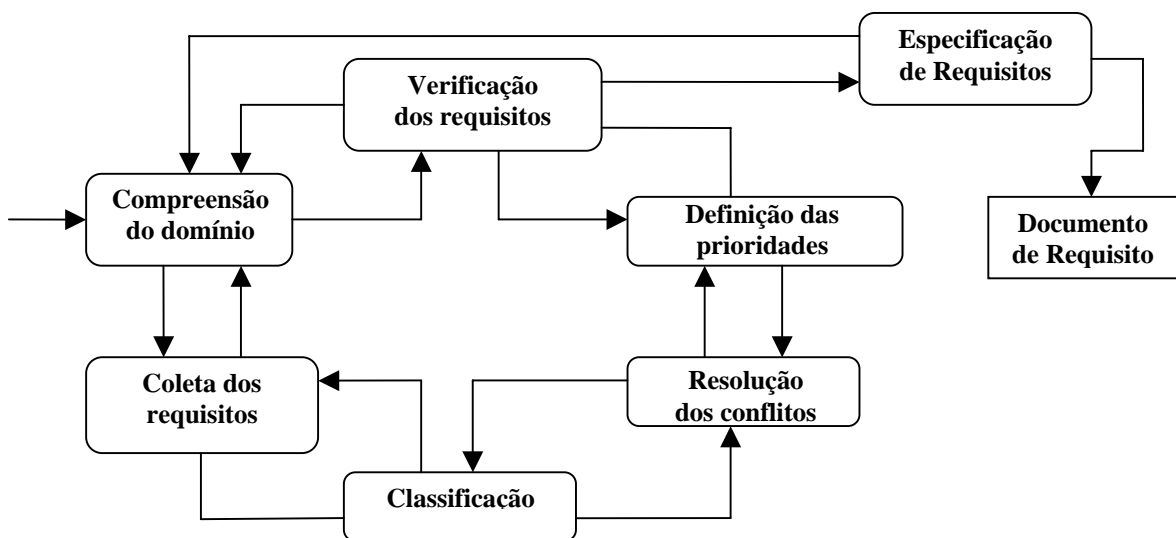 Especificação
de Requisitos
Verificação
dos requisitos
Compreensão
do domínio
Definição das
prioridades
Documento
de Requisito
Coleta dos
requisitos
Resolução
dos conflitos
Classificação